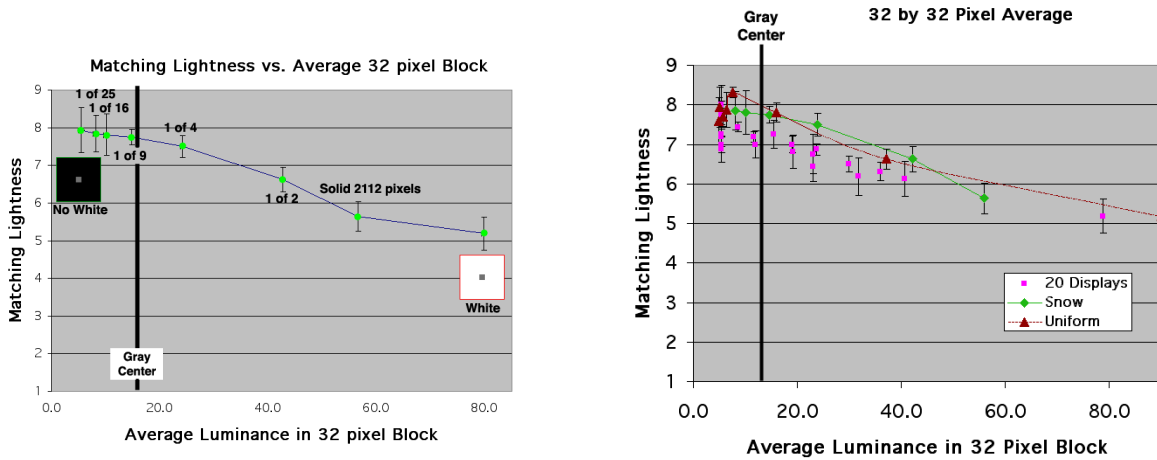 Matching Lightness vs. Average 32 pixel Block
Matching Lightness
9
8
7
6
5
4
3
2
1
1 of 25
1 of 16
1 of 9
1 of 4
1 of 2
Solid 2112 pixels
No White
White
Gray
Center
0.0
20.0
40.0
60.0
80.0
Average Luminance in 32 pixel Block
32 by 32 Pixel Average
Gray
Center
Matching Lightness
9
8
7
6
5
4
3
2
1
20 Displays
Snow
Uniform
0.0
20.0
40.0
60.0
80.0
Average Luminance in 32 Pixel Block